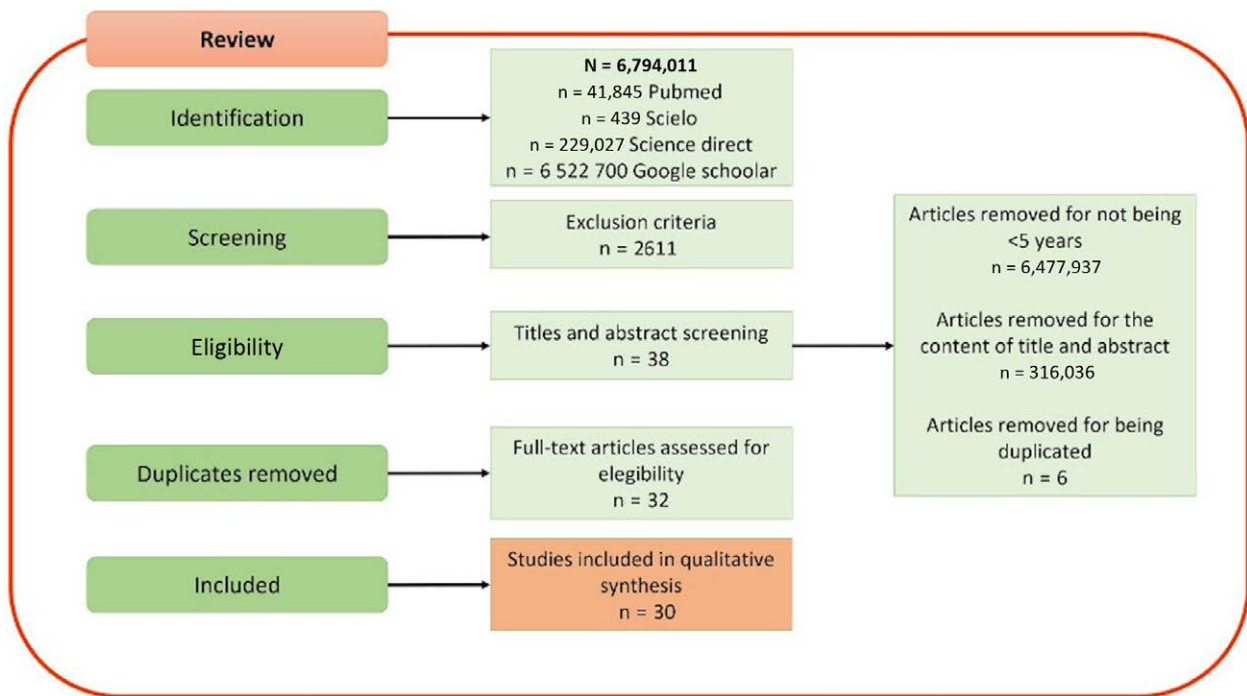 Review
Identification
N = 6,794,011
n = 41,845 Pubmed
n = 439 Scielo
n = 229,027 Science direct
n = 6 522 700 Google schoolar
Screening
Exclusion criteria
n = 2611
Eligibility
Titles and abstract screening
n = 38
Articles removed for not being
<5 years
n = 6,477,937
Articles removed for the
content of title and abstract
n = 316,036
Articles removed for being
duplicated
n = 6
Duplicates removed
Full-text articles assessed for
elegibility
n = 32
Included
Studies included in qualitative
synthesis
n = 30